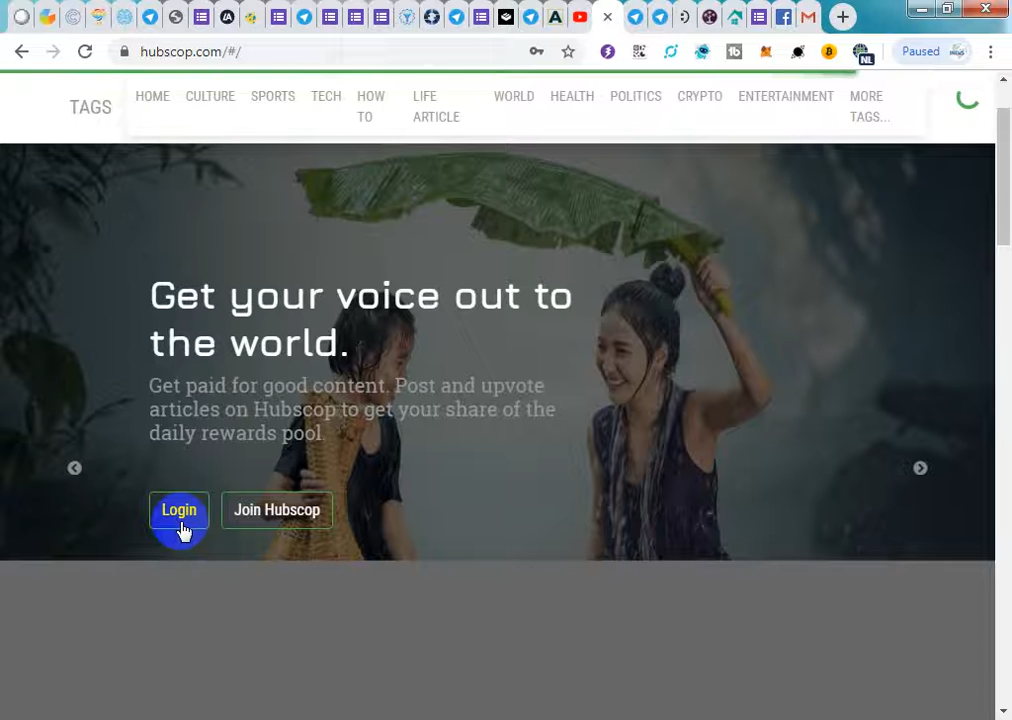 hubscop.com/#/
Paused
NL
TAGS
HOME
CULTURE
SPORTS
TECH
HOW
TO
LIFE
ARTICLE
WORLD
HEALTH
POLITICS
CRYPTO
ENTERTAINMENT
MORE
TAGS...
Get your voice out to
the world.
Get paid for good content. Post and upvote
articles on Hubscop to get your share of the
daily rewards pool.
Login
Join Hubscop